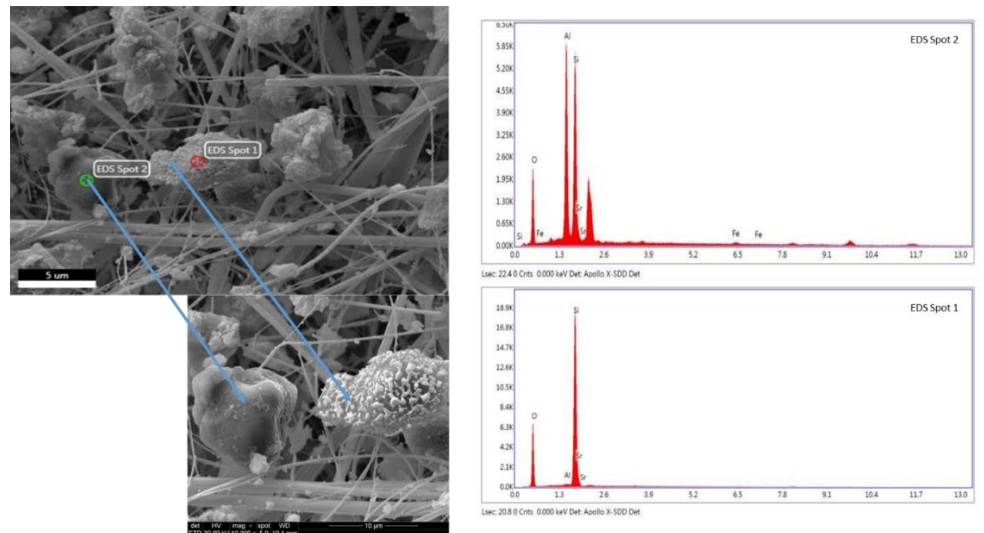 EDS Spot 1
EDS Spot 2
5 um
det HV mag spot WD
10 µm
EDS Spot 2
5.85K
5.20K
4.55K
3.90K
3.25K
2.60K
1.95K
1.30K
0.65K
0.00K
Al
Si
O
Sr
Sr
Si
Fe
Fe
Fe
0.0 1.3 2.6 3.9 5.2 6.5 7.8 9.1 10.4 11.7 13.0
Lsec: 22.4 0 Cnts 0.000 keV Det: Apollo X-SDD Det
EDS Spot 1
18.9K
16.8K
14.7K
12.6K
10.5K
8.4K
6.3K
4.2K
2.1K
0.0K
Si
O
Sr
Al
Sr
0.0 1.3 2.6 3.9 5.2 6.5 7.8 9.1 10.4 11.7 13.0
Lsec: 20.8 0 Cnts 0.000 keV Det: Apollo X-SDD Det